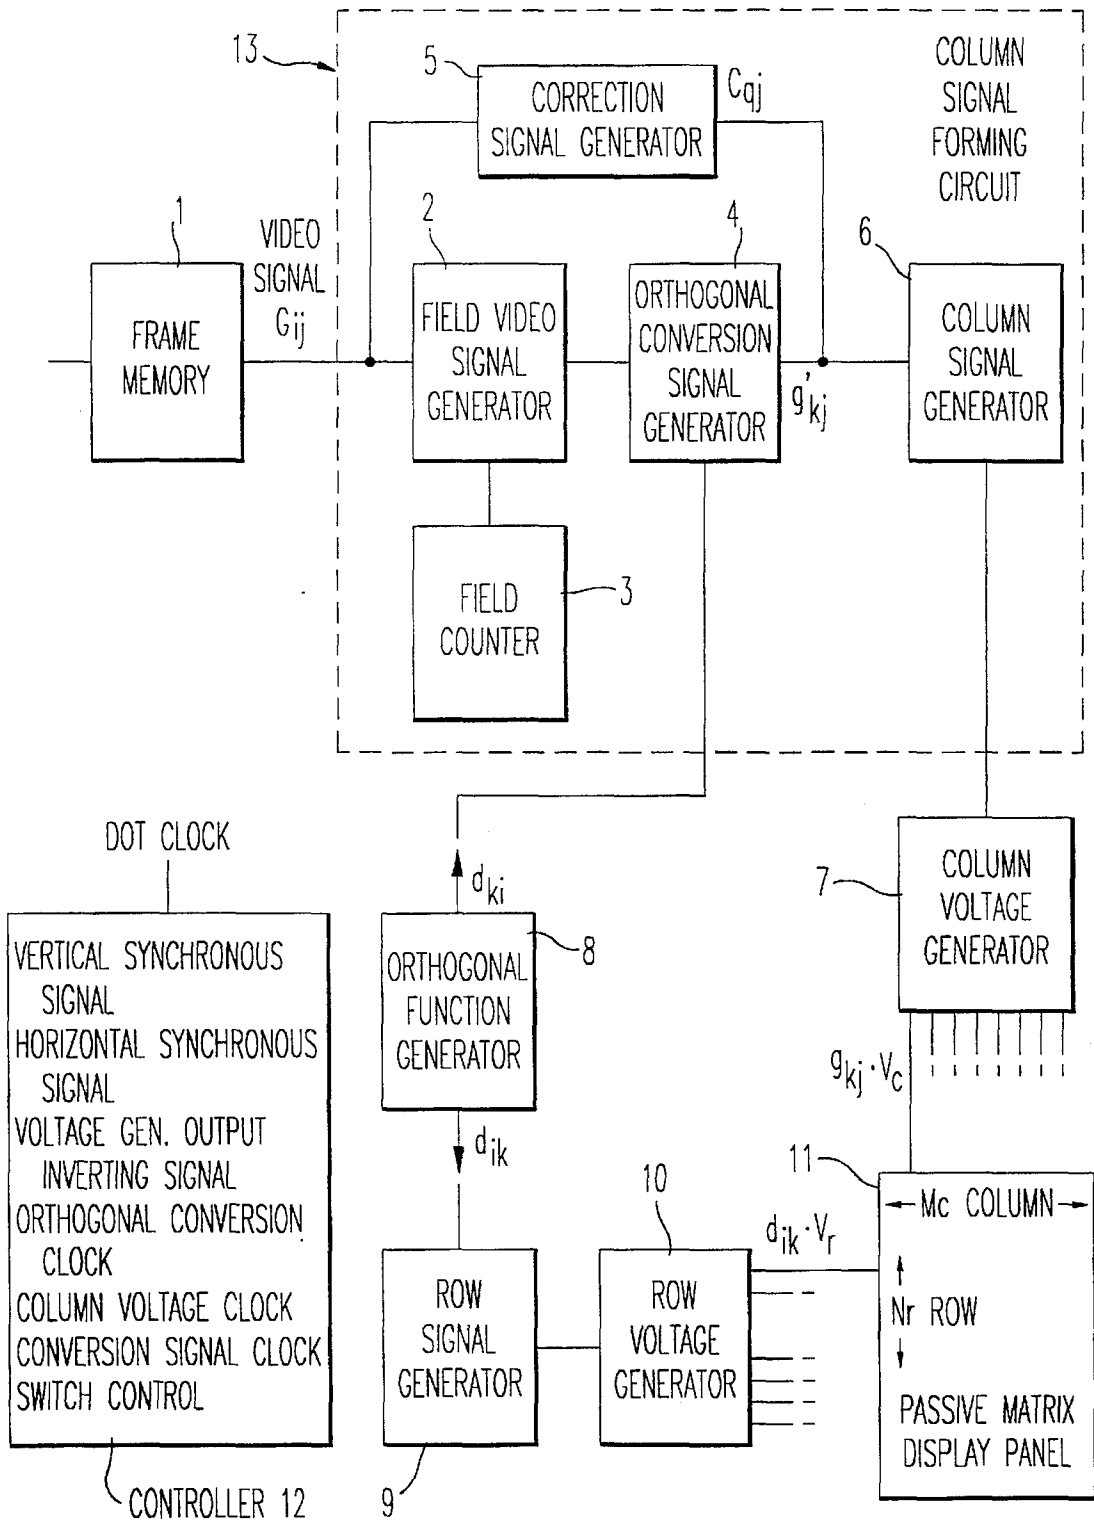 13
5
CORRECTION
SIGNAL GENERATOR
Cqj
COLUMN
SIGNAL
FORMING
CIRCUIT
1
VIDEO
SIGNAL
Gij
FRAME
MEMORY
2
FIELD VIDEO
SIGNAL
GENERATOR
4
ORTHOGONAL
CONVERSION
SIGNAL
GENERATOR
g'kj
6
COLUMN
SIGNAL
GENERATOR
FIELD
COUNTER
3
DOT CLOCK
VERTICAL SYNCHRONOUS
SIGNAL
HORIZONTAL SYNCHRONOUS
SIGNAL
VOLTAGE GEN. OUTPUT
INVERTING SIGNAL
ORTHOGONAL CONVERSION
CLOCK
COLUMN VOLTAGE CLOCK
CONVERSION SIGNAL CLOCK
SWITCH CONTROL
CONTROLLER 12
dki
8
ORTHOGONAL
FUNCTION
GENERATOR
dik
ROW
SIGNAL
GENERATOR
9
10
ROW
VOLTAGE
GENERATOR
dik·Vr
7
COLUMN
VOLTAGE
GENERATOR
gkj·Vc
11
Mc COLUMN
Nr ROW
PASSIVE MATRIX
DISPLAY PANEL